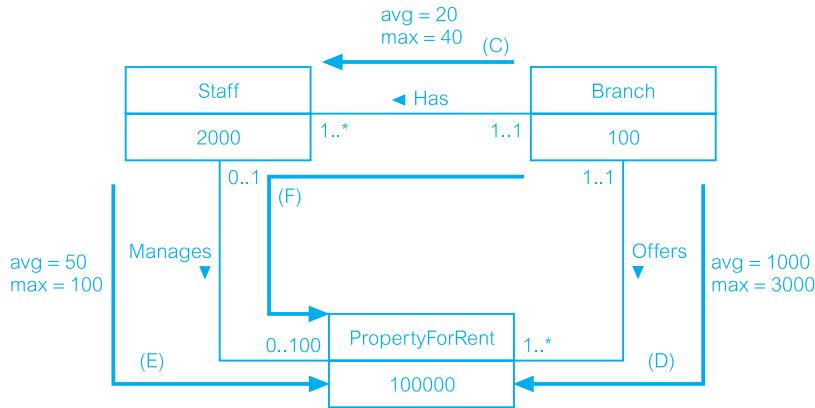 avg = 20
max = 40
(C)
Staff
Has
Branch
2000
1..*
1..1
100
0..1
(F)
1..1
Manages
Offers
avg = 50
max = 100
avg = 1000
max = 3000
0..100
PropertyForRent
1..*
(E)
100000
(D)